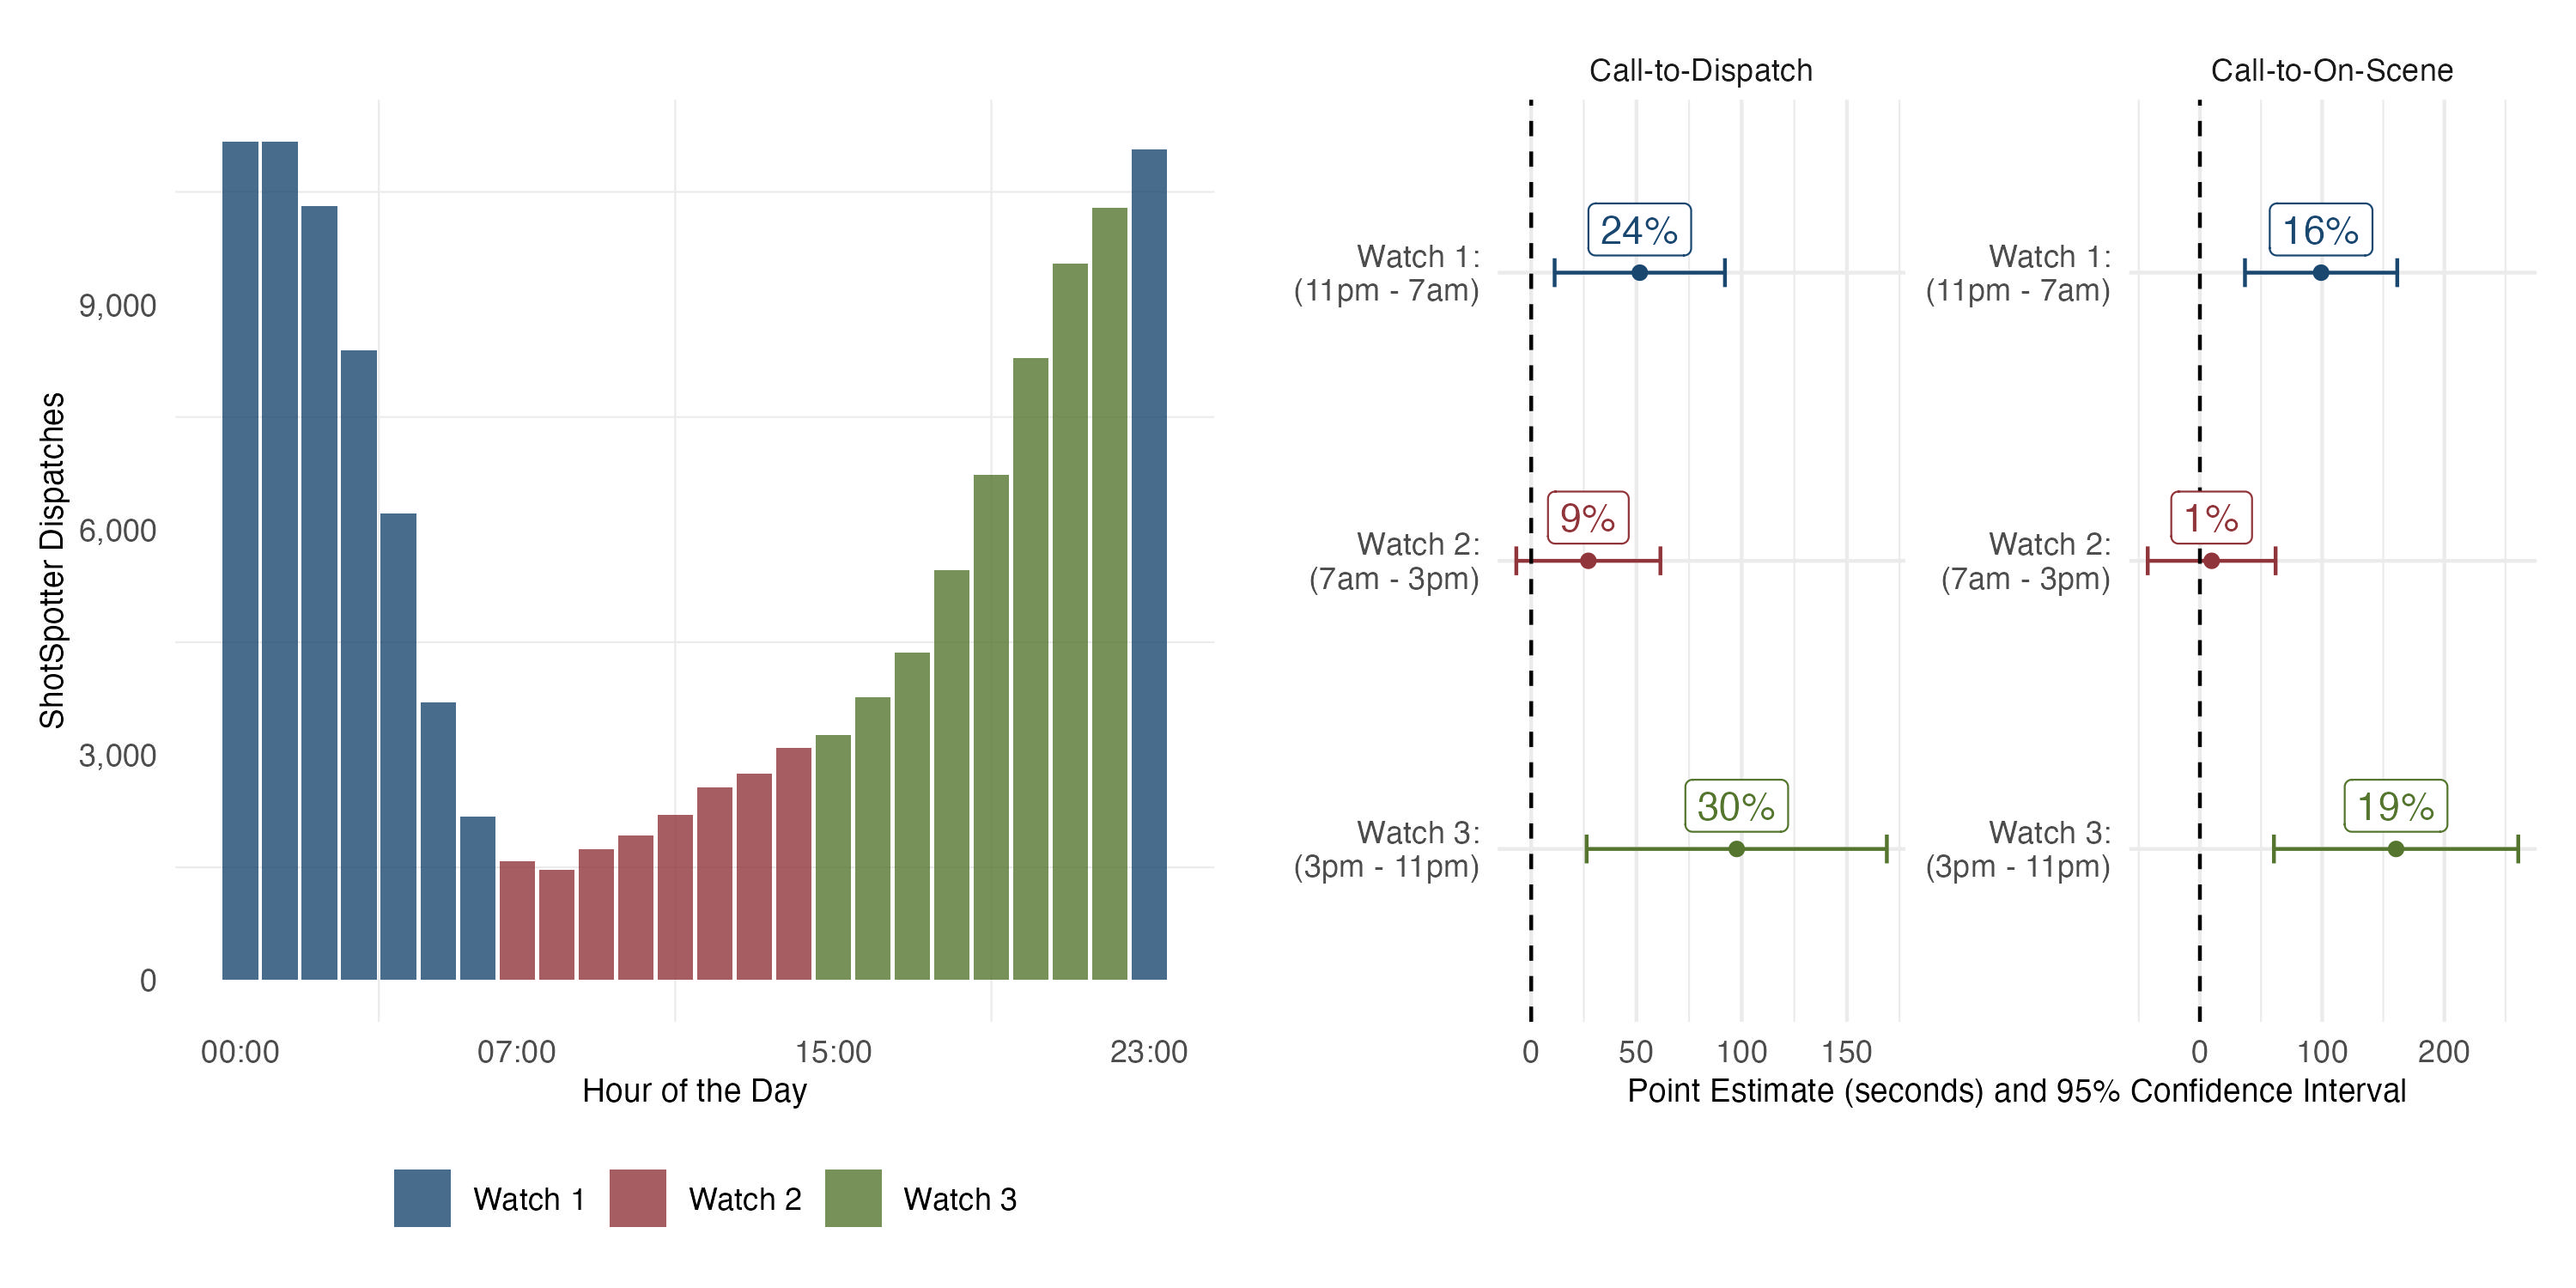 ShotSpotter Dispatches
9,000
6,000
3,000
0
00:00 07:00 15:00 23:00
Hour of the Day
Watch 1 Watch 2 Watch 3
Call-to-Dispatch
Watch 1:
(11pm - 7am)
24%
Watch 2:
(7am - 3pm)
9%
Watch 3:
(3pm - 11pm)
30%
0 50 100 150
Call-to-On-Scene
Watch 1:
(11pm - 7am)
16%
Watch 2:
(7am - 3pm)
1%
Watch 3:
(3pm - 11pm)
19%
0 100 200
Point Estimate (seconds) and 95% Confidence Interval